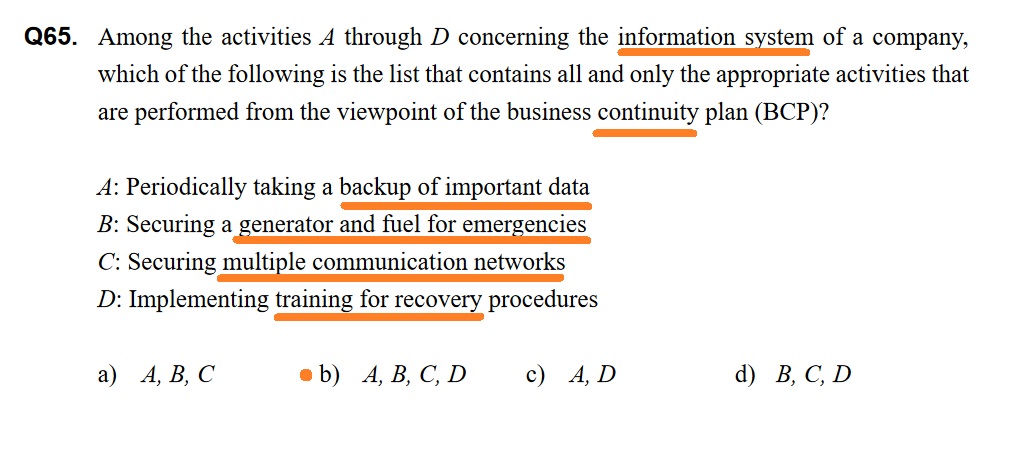 Q65. Among the activities A through D concerning the information system of a company,
which of the following is the list that contains all and only the appropriate activities that
are performed from the viewpoint of the business continuity plan (BCP)?
A: Periodically taking a backup of important data
B: Securing a generator and fuel for emergencies
C: Securing multiple communication networks
D: Implementing training for recovery procedures
a) A, B, C b) A, B, C, D c) A, D d) B, C, D